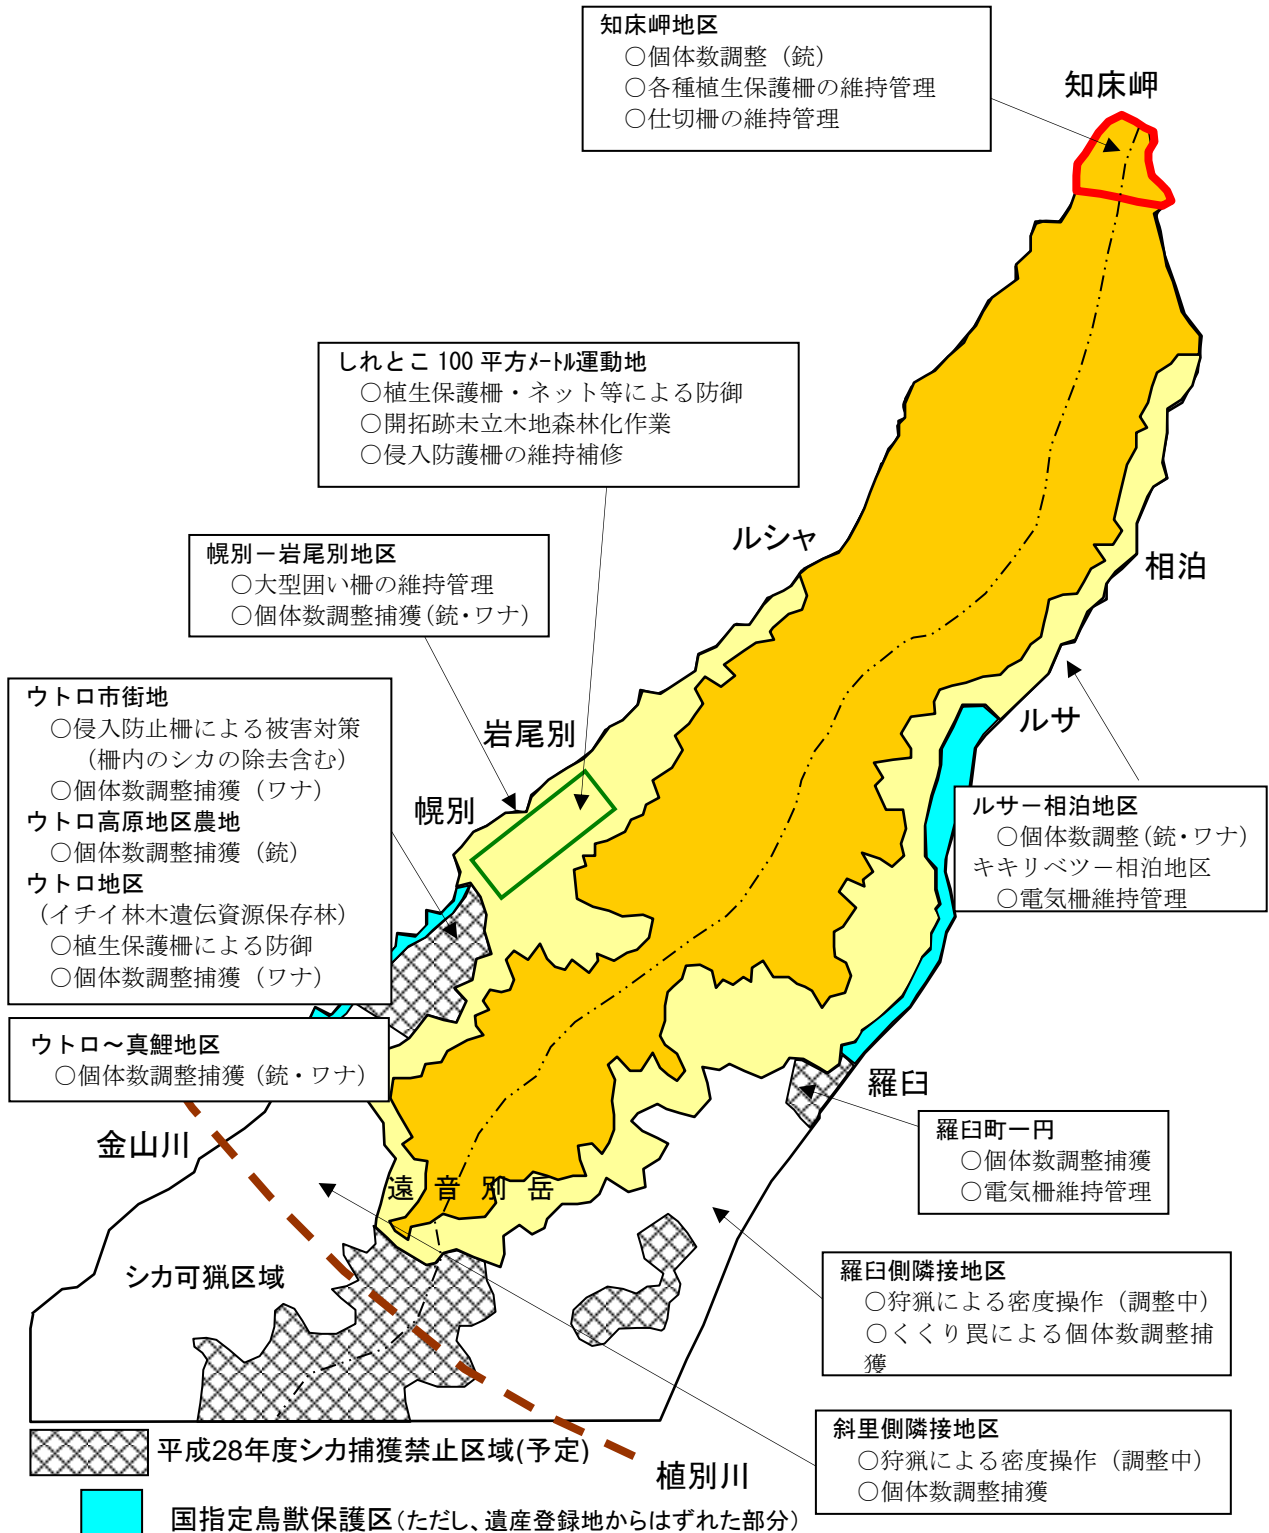 知床岬地区
○個体数調整（銃）
○各種植生保護柵の維持管理
○仕切柵の維持管理
知床岬
しれとこ 100 平方メートル運動地
○植生保護柵・ネット等による防御
○開拓跡未立木地森林化作業
○侵入防護柵の維持補修
ルシャ
相泊
幌別－岩尾別地区
○大型囲い柵の維持管理
○個体数調整捕獲（銃・ワナ）
ウトロ市街地
○侵入防止柵による被害対策
（柵内のシカの除去含む）
○個体数調整捕獲（ワナ）
ウトロ高原地区農地
○個体数調整捕獲（銃）
ウトロ地区
（イチイ林木遺伝資源保存林）
○植生保護柵による防御
○個体数調整捕獲（ワナ）
岩尾別
幌別
ルサ
ルサ－相泊地区
○個体数調整（銃・ワナ）
キキリベツ－相泊地区
○電気柵維持管理
ウトロ～真鯉地区
○個体数調整捕獲（銃・ワナ）
羅臼
金山川
羅臼町一円
○個体数調整捕獲
○電気柵維持管理
遠音別岳
シカ可猟区域
羅臼側隣接地区
○狩猟による密度操作（調整中）
○くくり罠による個体数調整捕
獲
斜里側隣接地区
○狩猟による密度操作（調整中）
○個体数調整捕獲
平成28年度シカ捕獲禁止区域(予定)
植別川
国指定鳥獣保護区（ただし、遺産登録地からはずれた部分）